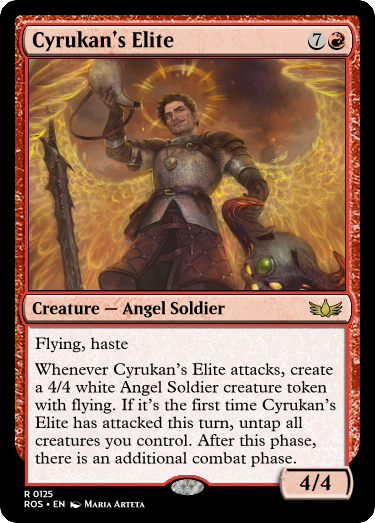 Cyrukan's Elite 7
Creature — Angel Soldier
Flying, haste
Whenever Cyrukan's Elite attacks, create
a 4/4 white Angel Soldier creature token
with flying. If it's the first time Cyrukan's
Elite has attacked this turn, untap all
creatures you control. After this phase,
there is an additional combat phase.
4/4
R 0125
ROS • EN Maria Arteta